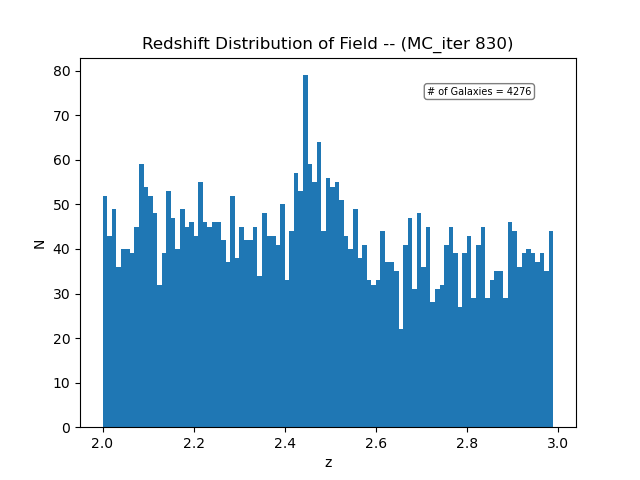 Redshift Distribution of Field -- (MC_iter 830)
# of Galaxies = 4276
80
70
60
50
40
30
20
10
0
N
2.0 2.2 2.4 2.6 2.8 3.0
z